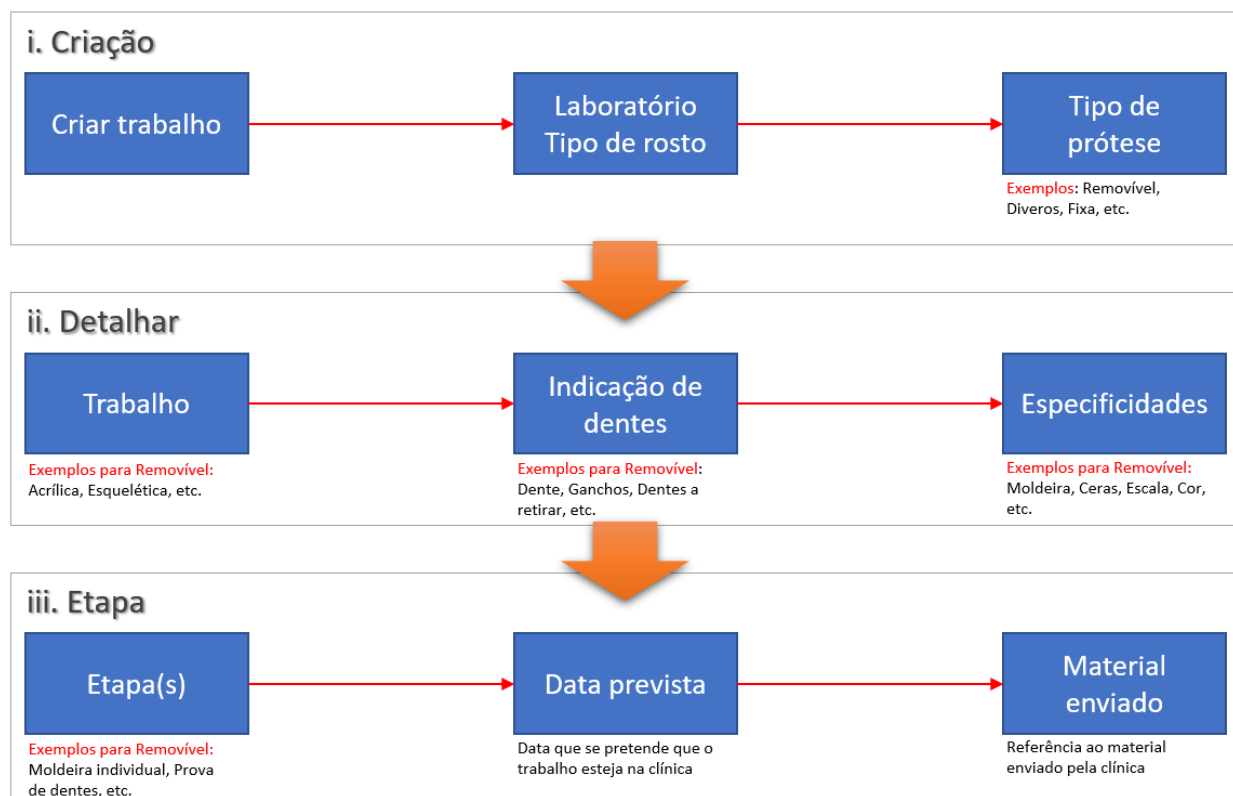 i. Criação
Criar trabalho
Laboratório
Tipo de rosto
Tipo de
prótese
Exemplos: Removível,
Diveros, Fixa, etc.
ii. Detalhar
Trabalho
Exemplos para Removível:
Acrílica, Esquelética, etc.
Indicação de
dentes
Exemplos para Removível:
Dente, Ganchos, Dentes a
retirar, etc.
Especificidades
Exemplos para Removível:
Moldeira, Ceras, Escala, Cor,
etc.
iii. Etapa
Etapa(s)
Exemplos para Removível:
Moldeira individual, Prova
de dentes, etc.
Data prevista
Data que se pretende que o
trabalho esteja na clínica
Material
enviado
Referência ao material
enviado pela clínica